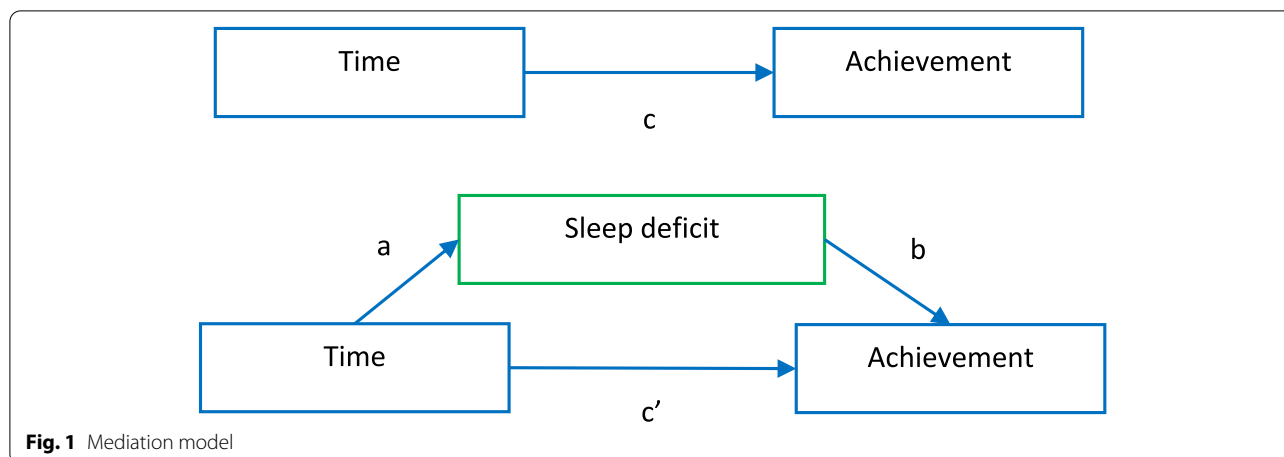 Time
Achievement
c
Sleep deficit
a
b
Time
Achievement
c’
Fig. 1 Mediation model